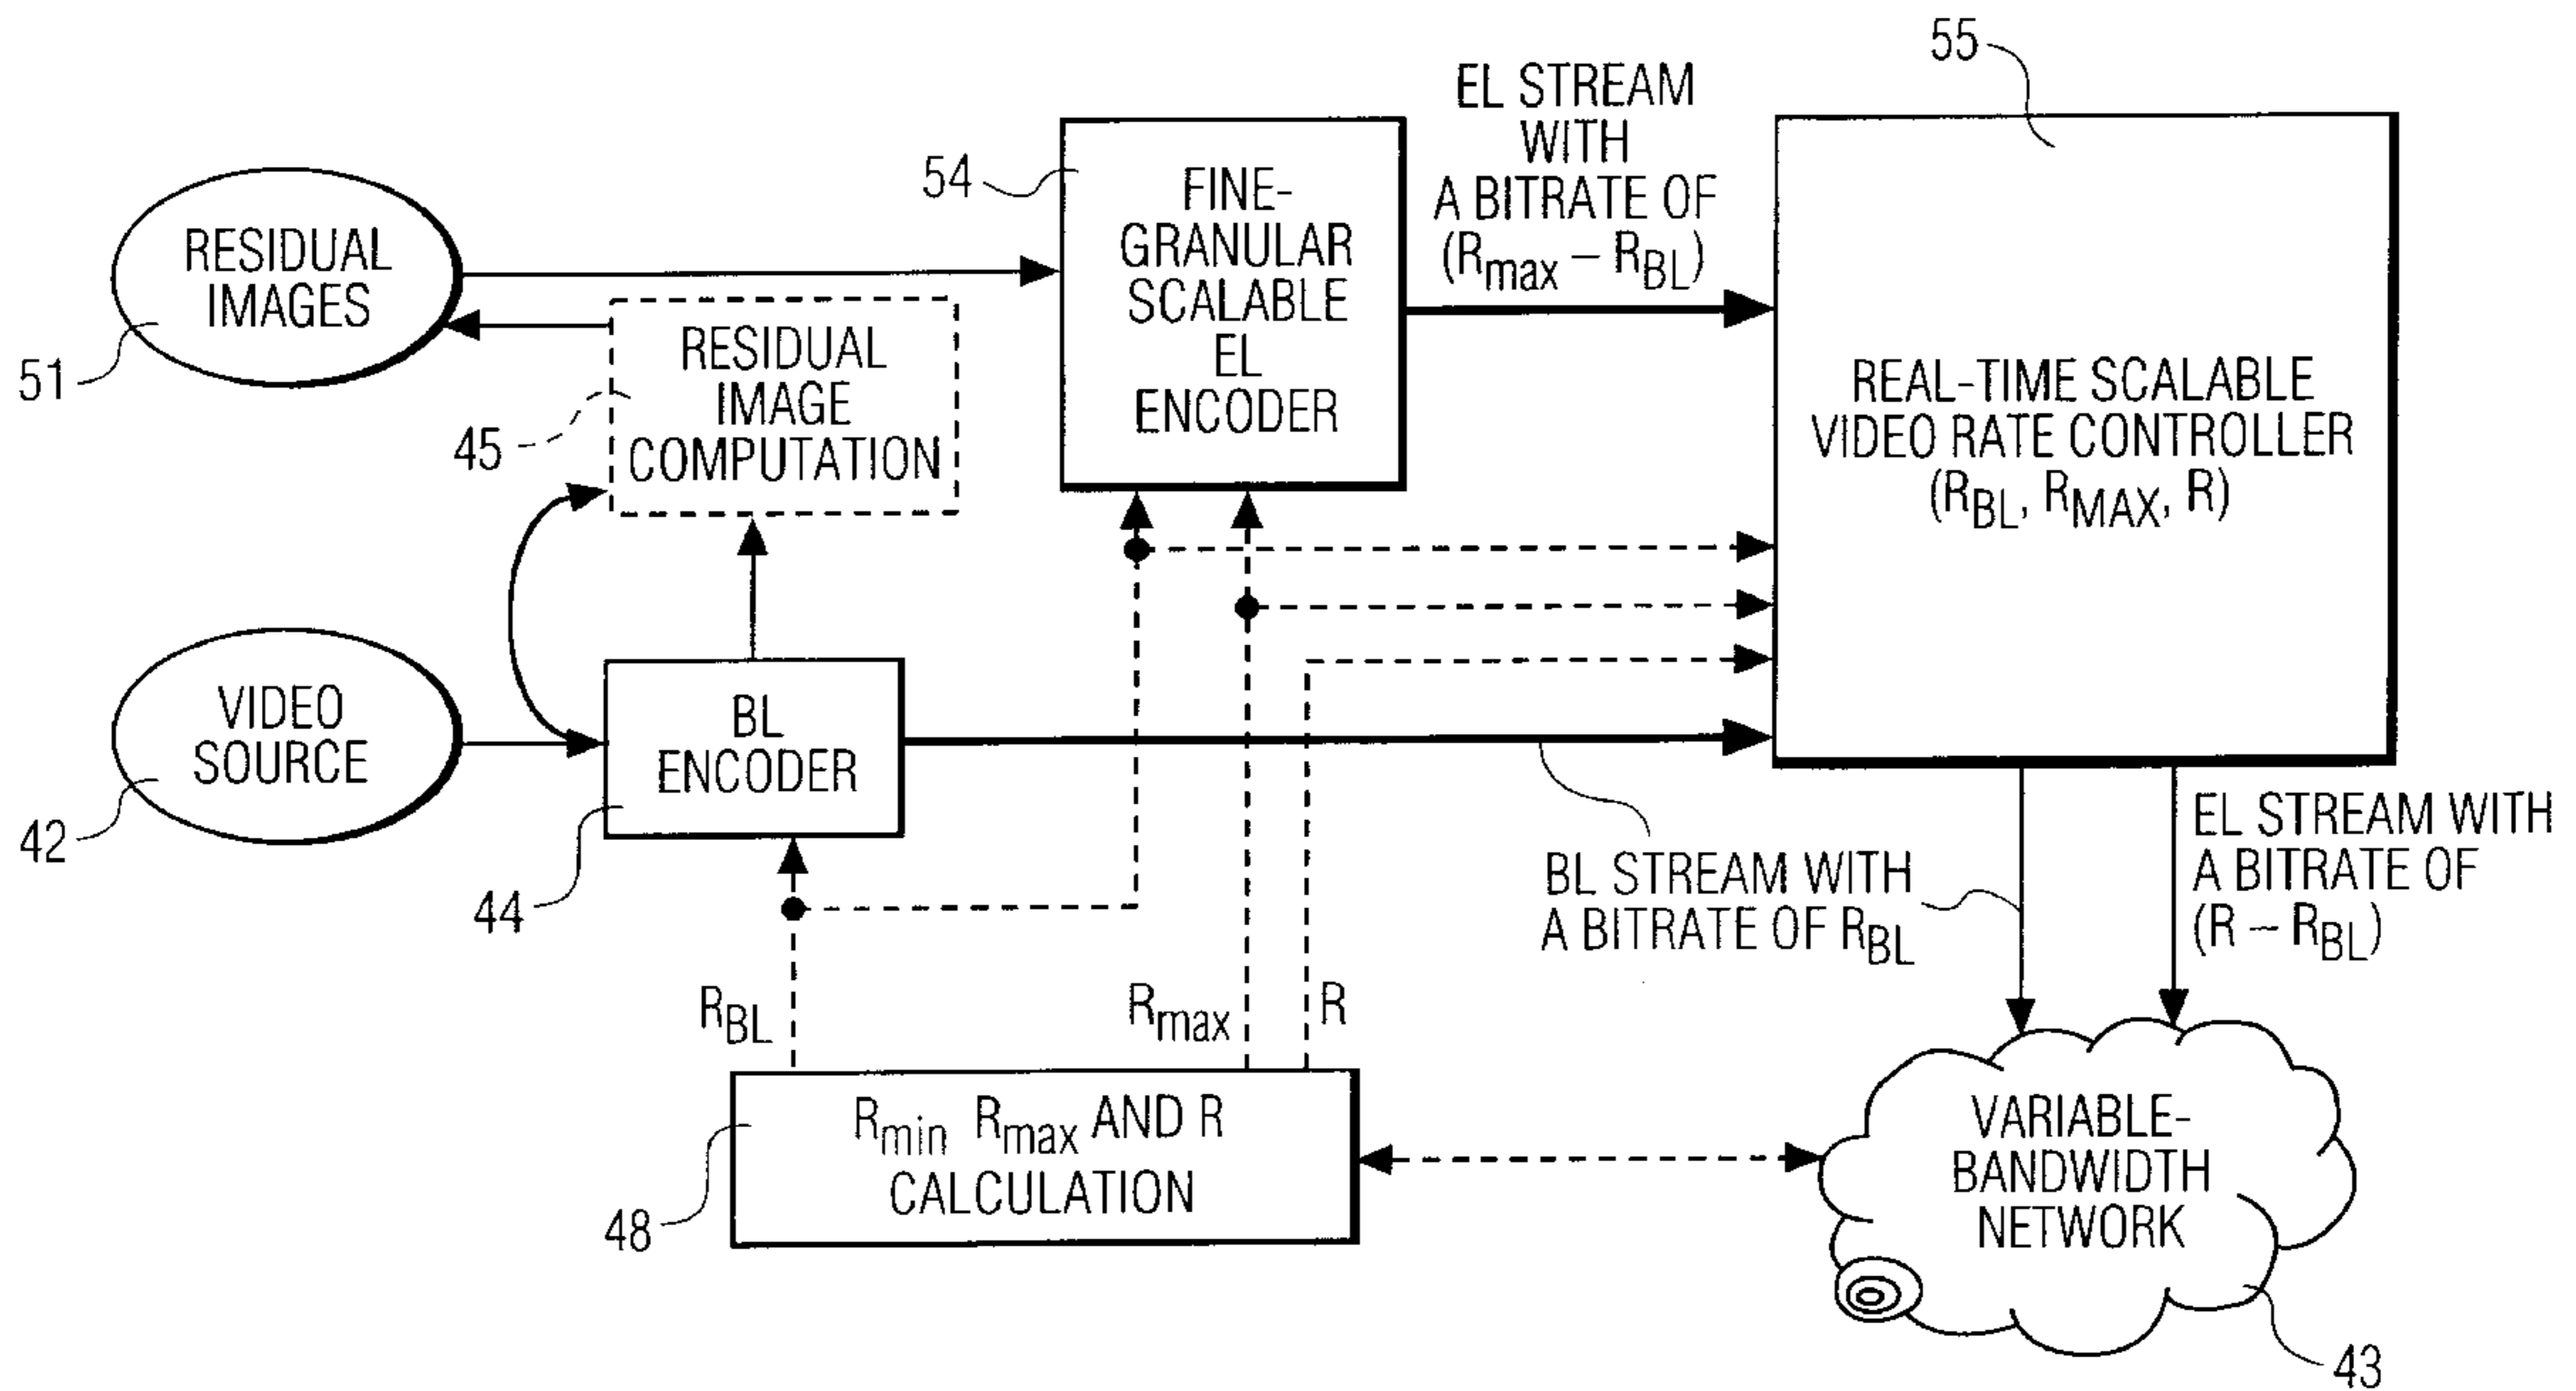 55
EL STREAM
WITH
A BITRATE OF
(Rmax – RBL)
54
FINE-
GRANULAR
SCALABLE
EL
ENCODER
RESIDUAL
IMAGES
51
RESIDUAL
IMAGE
COMPUTATION
45
REAL-TIME SCALABLE
VIDEO RATE CONTROLLER
(RBL, RMAX, R)
VIDEO
SOURCE
42
BL
ENCODER
44
BL STREAM WITH
A BITRATE OF RBL
EL STREAM WITH
A BITRATE OF
(R – RBL)
RBL
Rmax
R
Rmin Rmax AND R
CALCULATION
48
VARIABLE-
BANDWIDTH
NETWORK
43